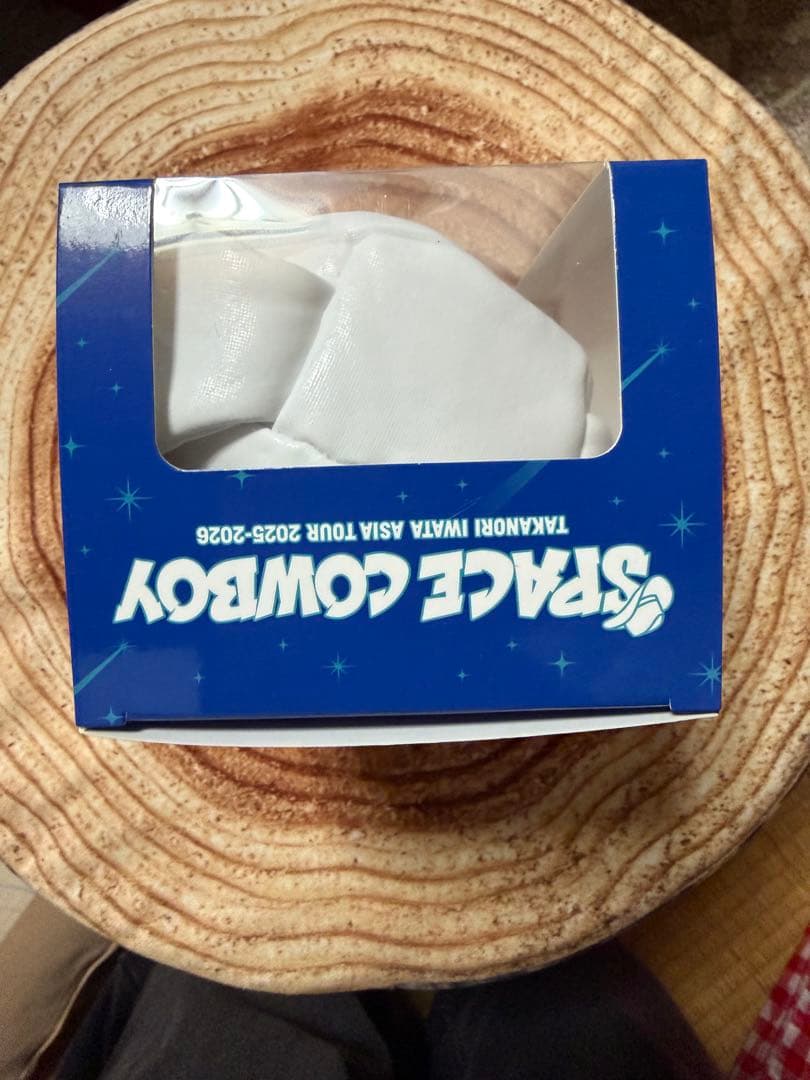 SPACE COWBOY
TAKANORI IWATA ASIA TOUR 2025-2026